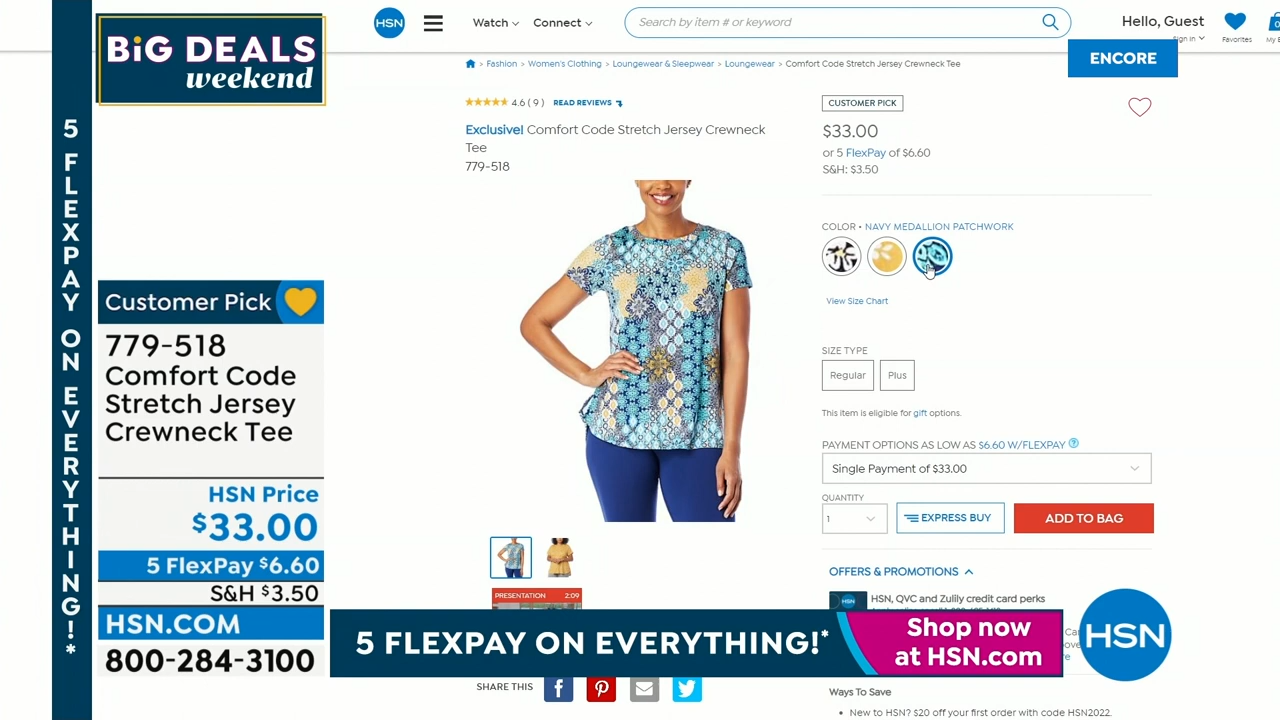 BiG DEALS
weekend
5 FLEXPAY ON EVERYTHING!*
Customer Pick
779-518
Comfort Code
Stretch Jersey
Crewneck Tee
HSN Price
$33.00
5 FlexPay $6.60
S&H $3.50
HSN.COM
800-284-3100
HSN
Watch
Connect
Search by item # or keyword
Hello, Guest
Sign In
Favorites
ENCORE
> Fashion > Women's Clothing > Loungewear & Sleepwear > Loungewear > Comfort Code Stretch Jersey Crewneck Tee
4.6 ( 9 ) READ REVIEWS
Exclusive! Comfort Code Stretch Jersey Crewneck
Tee
779-518
CUSTOMER PICK
$33.00
or 5 FlexPay of $6.60
S&H: $3.50
COLOR • NAVY MEDALLION PATCHWORK
View Size Chart
SIZE TYPE
Regular Plus
This item is eligible for gift options.
PAYMENT OPTIONS AS LOW AS $6.60 W/FLEXPAY ?
Single Payment of $33.00
QUANTITY
1
EXPRESS BUY
ADD TO BAG
OFFERS & PROMOTIONS
HSN, QVC and Zulily credit card perks
PRESENTATION 2:09
5 FLEXPAY ON EVERYTHING!*
Shop now
at HSN.com
HSN
SHARE THIS
Ways To Save
• New to HSN? $20 off your first order with code HSN2022.